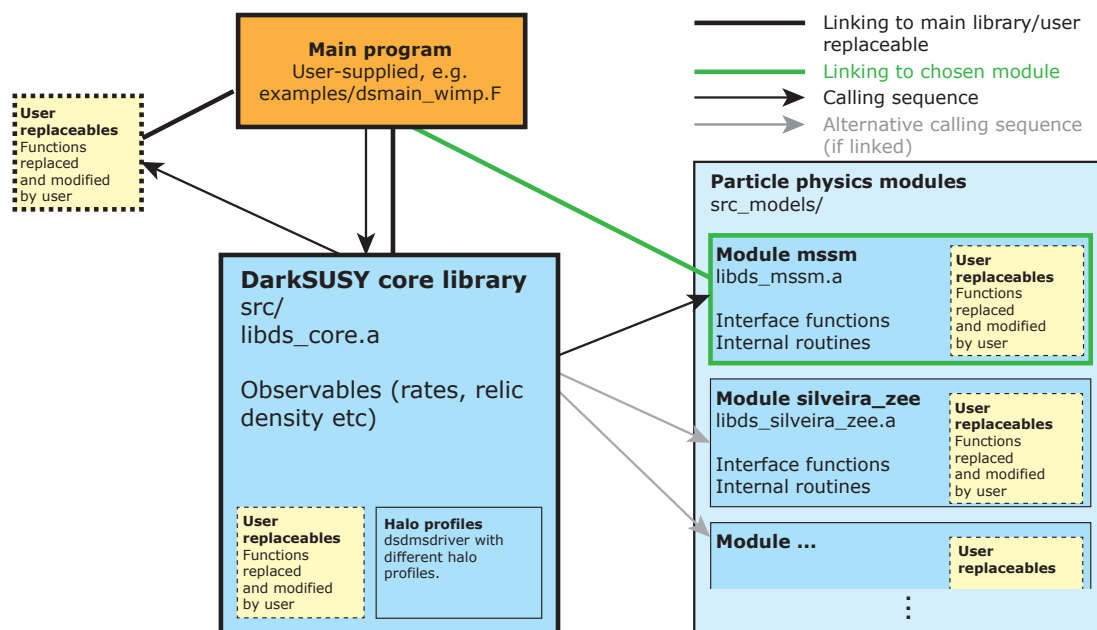 Main program
User-supplied, e.g.
examples/dsmain_wimp.F
Linking to main library/user
replaceable
Linking to chosen module
Calling sequence
Alternative calling sequence
(if linked)
User
replaceables
Functions
replaced
and modified
by user
DarkSUSY core library
src/
libds_core.a
Observables (rates, relic
density etc)
User
replaceables
Functions
replaced
and modified
by user
Halo profiles
dsdmsdriver with
different halo
profiles.
Particle physics modules
src_models/
Module mssm
libds_mssm.a
Interface functions
Internal routines
User
replaceables
Functions
replaced
and modified
by user
Module silveira_zee
libds_silveira_zee.a
Interface functions
Internal routines
User
replaceables
Functions
replaced
and modified
by user
Module ...
User
replaceables
⋮